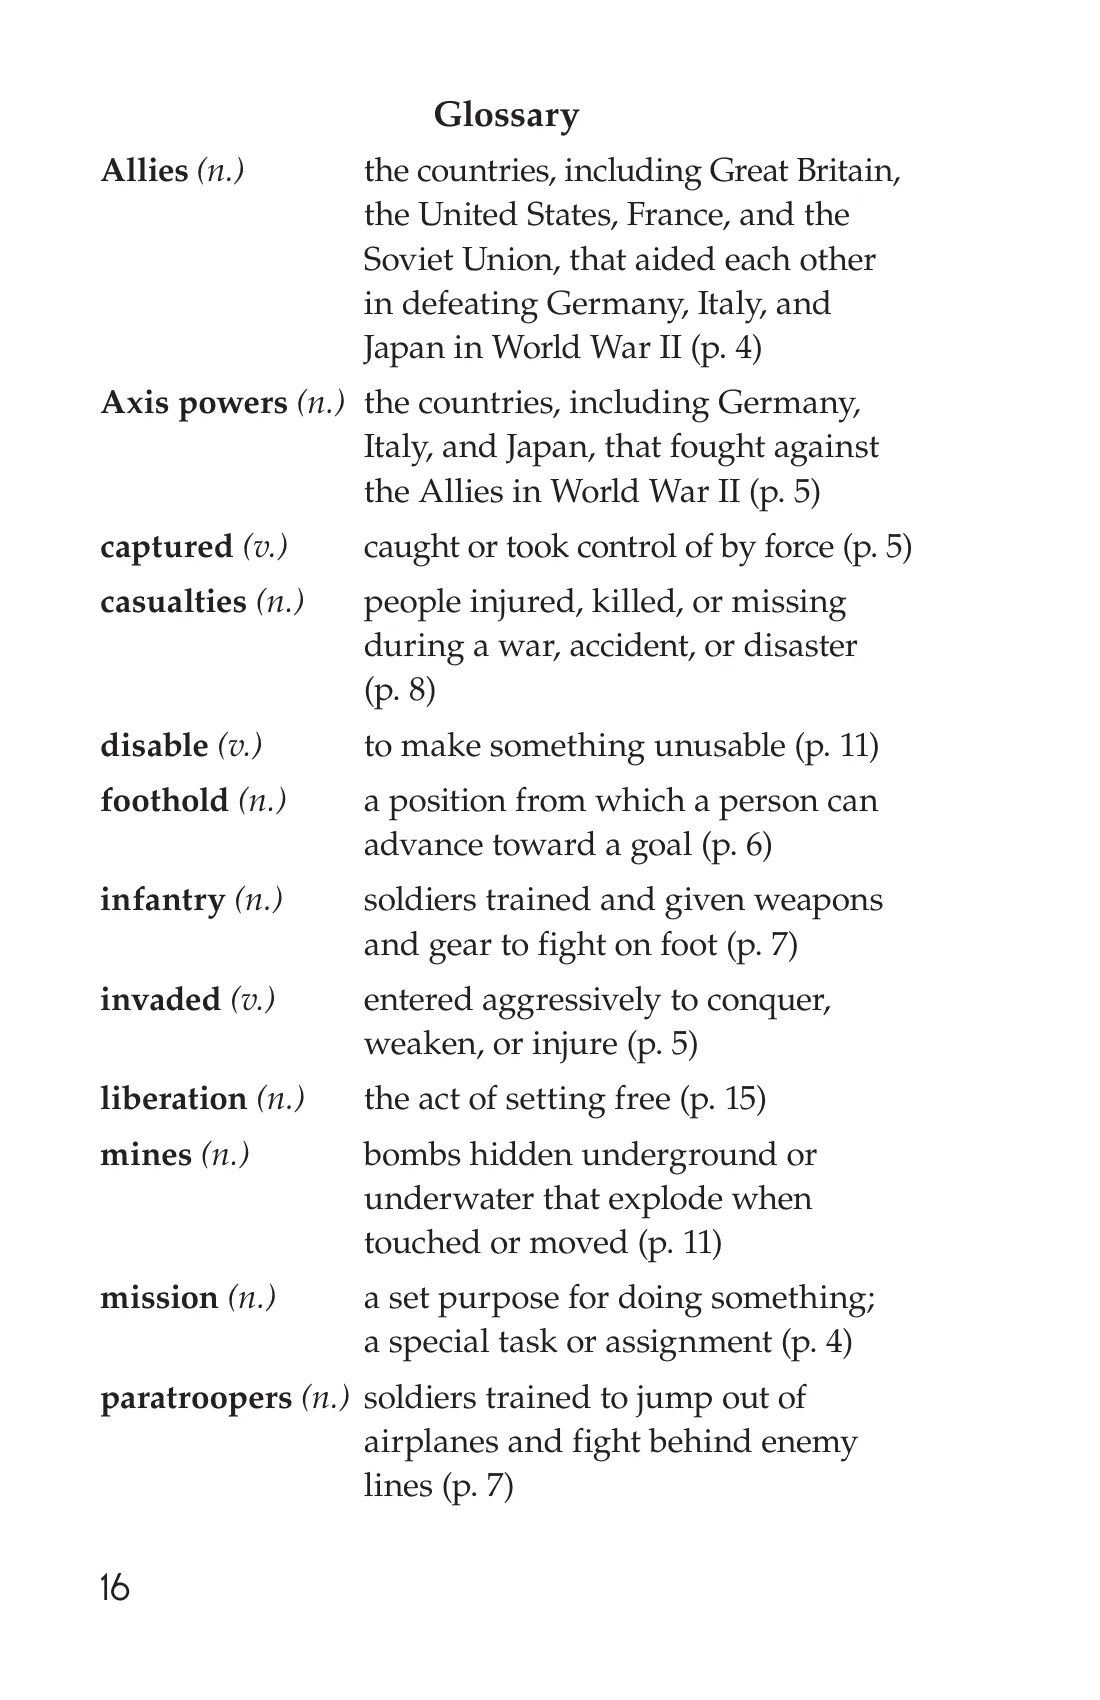 Glossary
Allies (n.) the countries, including Great Britain,
the United States, France, and the
Soviet Union, that aided each other
in defeating Germany, Italy, and
Japan in World War II (p. 4)
Axis powers (n.) the countries, including Germany,
Italy, and Japan, that fought against
the Allies in World War II (p. 5)
captured (v.) caught or took control of by force (p. 5)
casualties (n.) people injured, killed, or missing
during a war, accident, or disaster
(p. 8)
disable (v.) to make something unusable (p. 11)
foothold (n.) a position from which a person can
advance toward a goal (p. 6)
infantry (n.) soldiers trained and given weapons
and gear to fight on foot (p. 7)
invaded (v.) entered aggressively to conquer,
weaken, or injure (p. 5)
liberation (n.) the act of setting free (p. 15)
mines (n.) bombs hidden underground or
underwater that explode when
touched or moved (p. 11)
mission (n.) a set purpose for doing something;
a special task or assignment (p. 4)
paratroopers (n.) soldiers trained to jump out of
airplanes and fight behind enemy
lines (p. 7)
16